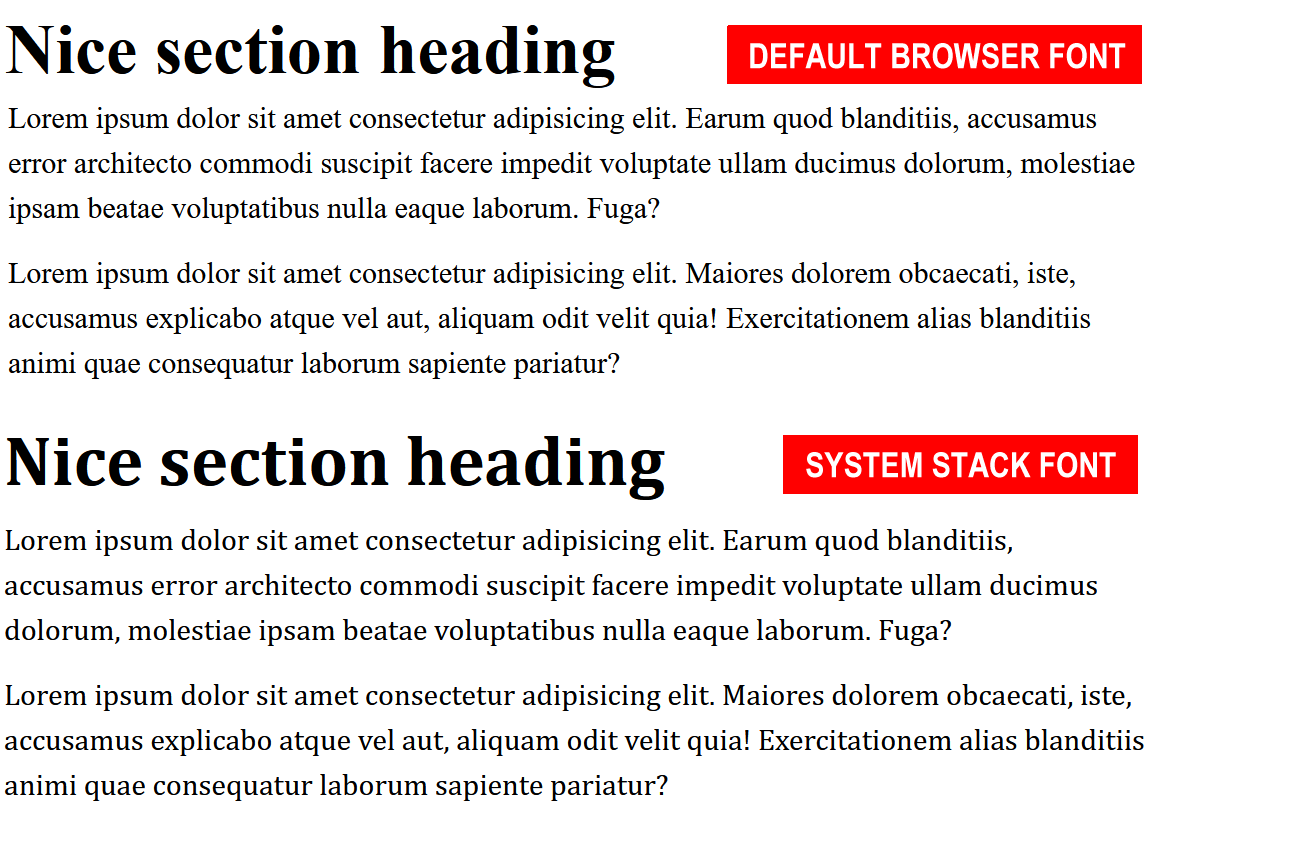 Nice section heading
DEFAULT BROWSER FONT
Lorem ipsum dolor sit amet consectetur adipisicing elit. Earum quod blanditiis, accusamus
error architecto commodi suscipit facere impedit voluptate ullam ducimus dolorum, molestiae
ipsam beatae voluptatibus nulla eaque laborum. Fuga?
Lorem ipsum dolor sit amet consectetur adipisicing elit. Maiores dolorem obcaecati, iste,
accusamus explicabo atque vel aut, aliquam odit velit quia! Exercitationem alias blanditiis
animi quae consequatur laborum sapiente pariatur?
Nice section heading
SYSTEM STACK FONT
Lorem ipsum dolor sit amet consectetur adipisicing elit. Earum quod blanditiis,
accusamus error architecto commodi suscipit facere impedit voluptate ullam ducimus
dolorum, molestiae ipsam beatae voluptatibus nulla eaque laborum. Fuga?
Lorem ipsum dolor sit amet consectetur adipisicing elit. Maiores dolorem obcaecati, iste,
accusamus explicabo atque vel aut, aliquam odit velit quia! Exercitationem alias blanditiis
animi quae consequatur laborum sapiente pariatur?